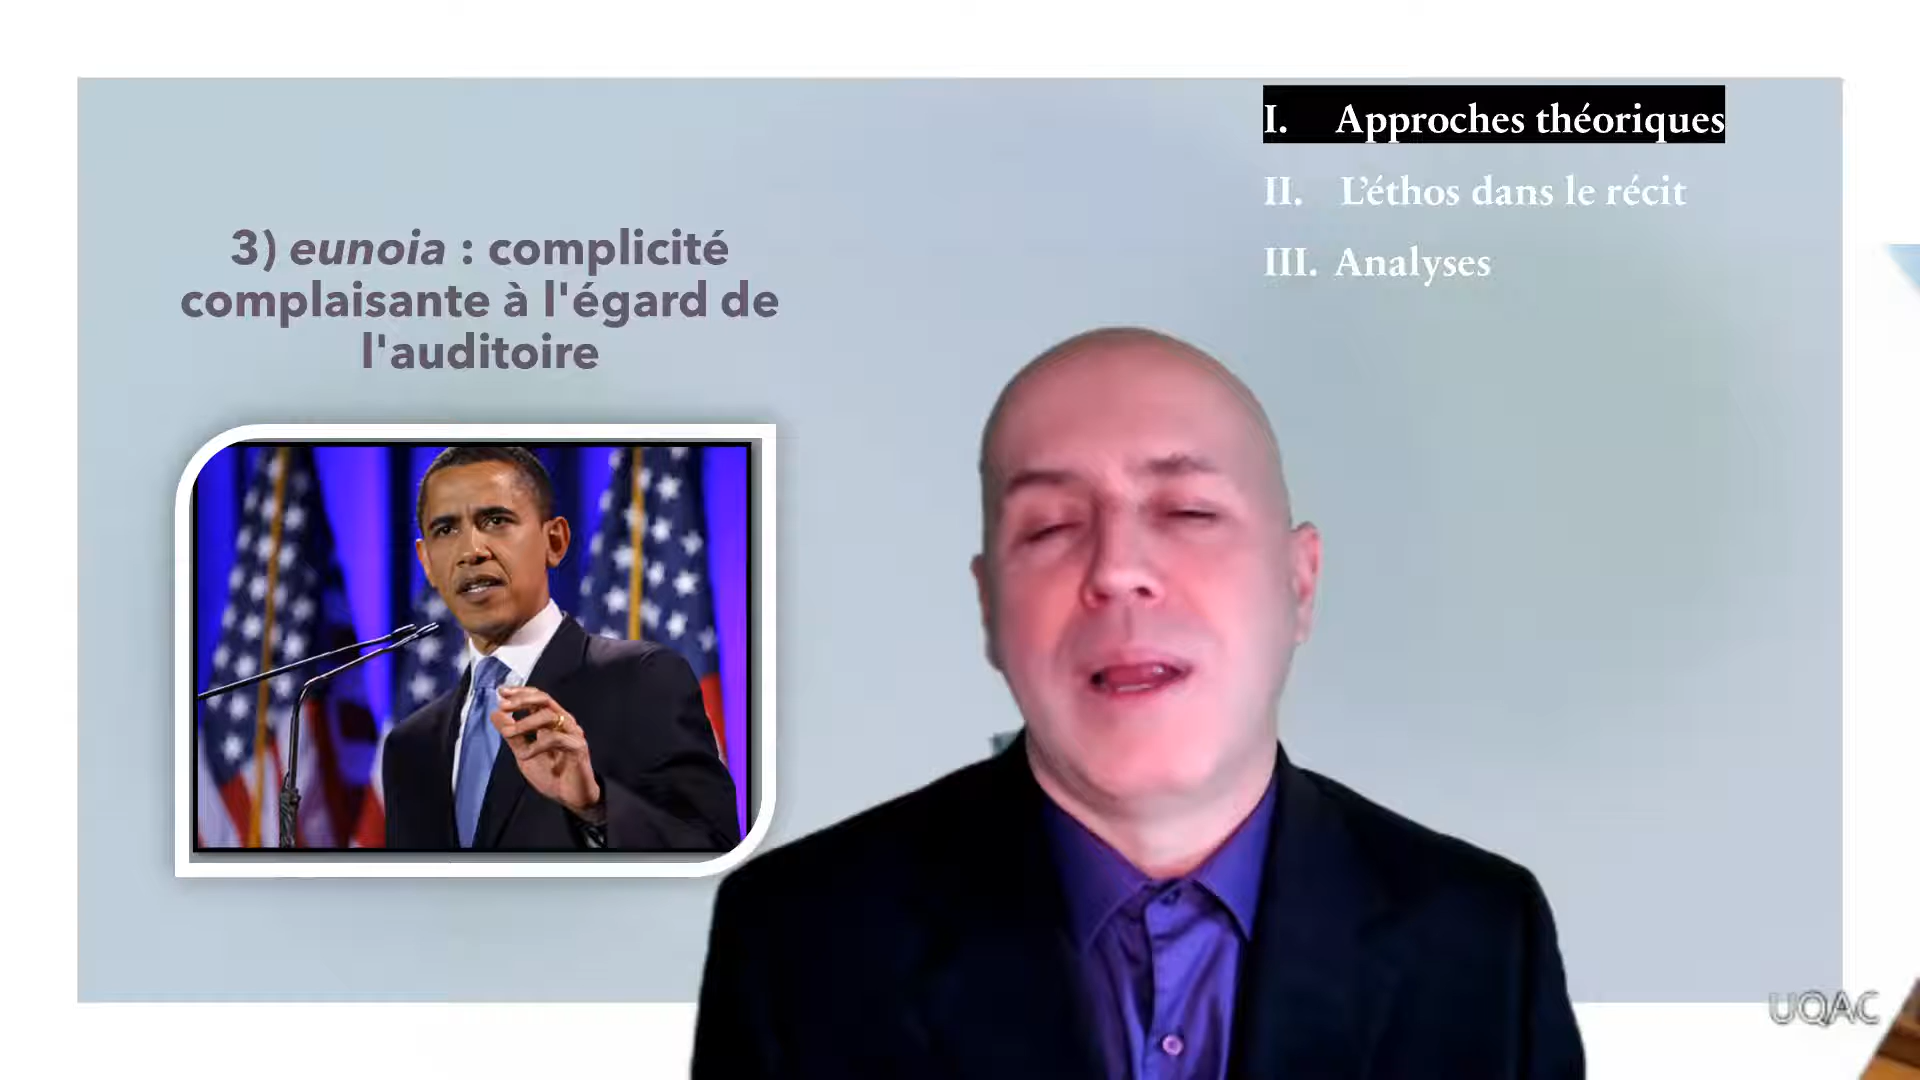 3) eunoia : complicité
complaisante à l'égard de
l'auditoire
I. Approches théoriques
II. L’éthos dans le récit
III. Analyses
UQAC